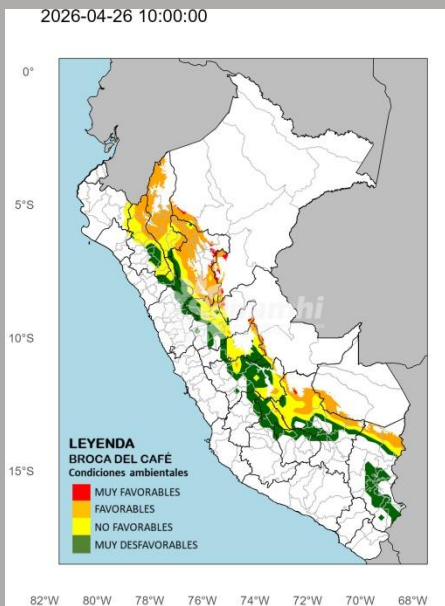 2026-04-26 10:00:00
0°
5°S
10°S
15°S
senamhi
LEYENDA
BROCA DEL CAFÉ
Condiciones ambientales
MUY FAVORABLES
FAVORABLES
NO FAVORABLES
MUY DESFAVORABLES
82°W 80°W 78°W 76°W 74°W 72°W 70°W 68°W